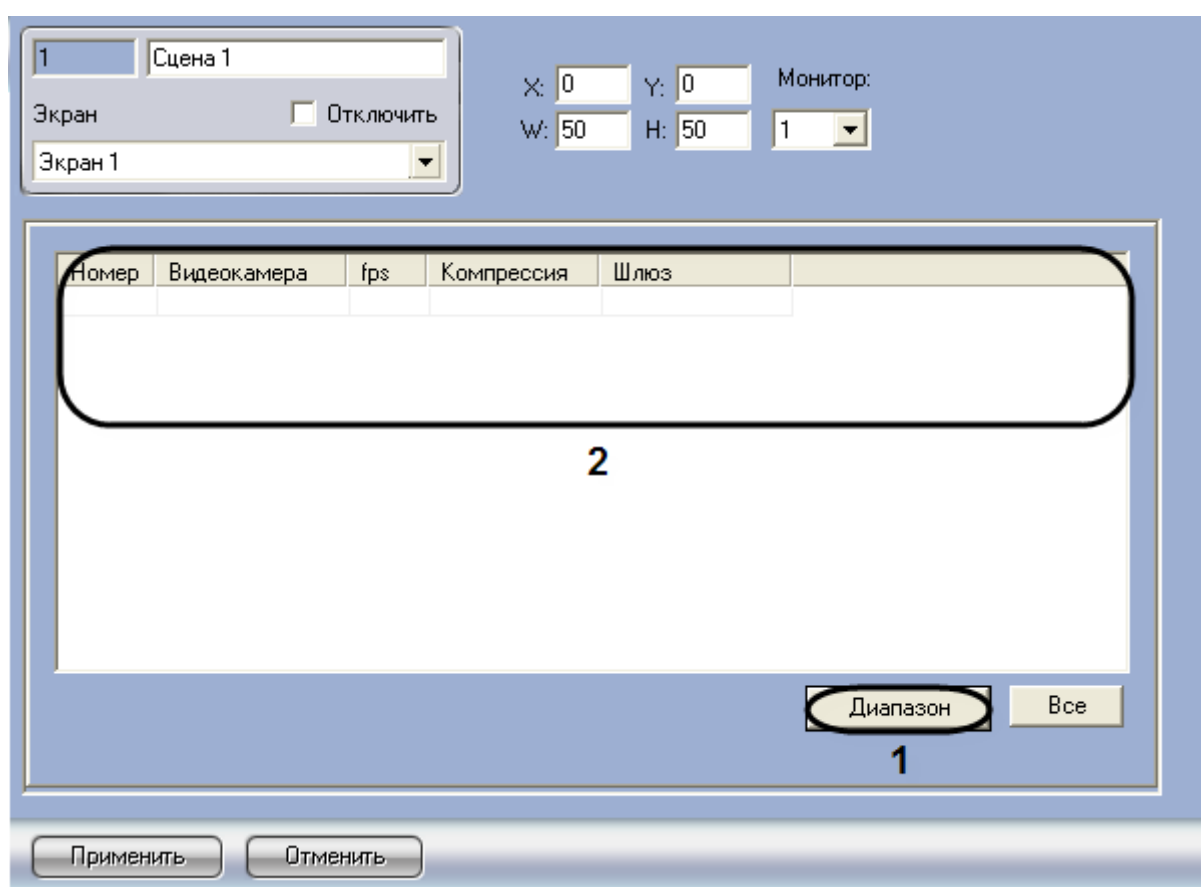 1 Сцена 1
Экран Отключить
Экран 1
X: 0 Y: 0 Монитор:
W: 50 H: 50 1
Номер Видеокамера fps Компрессия Шлюз
2
Диапазон Все
1
Применить Отменить